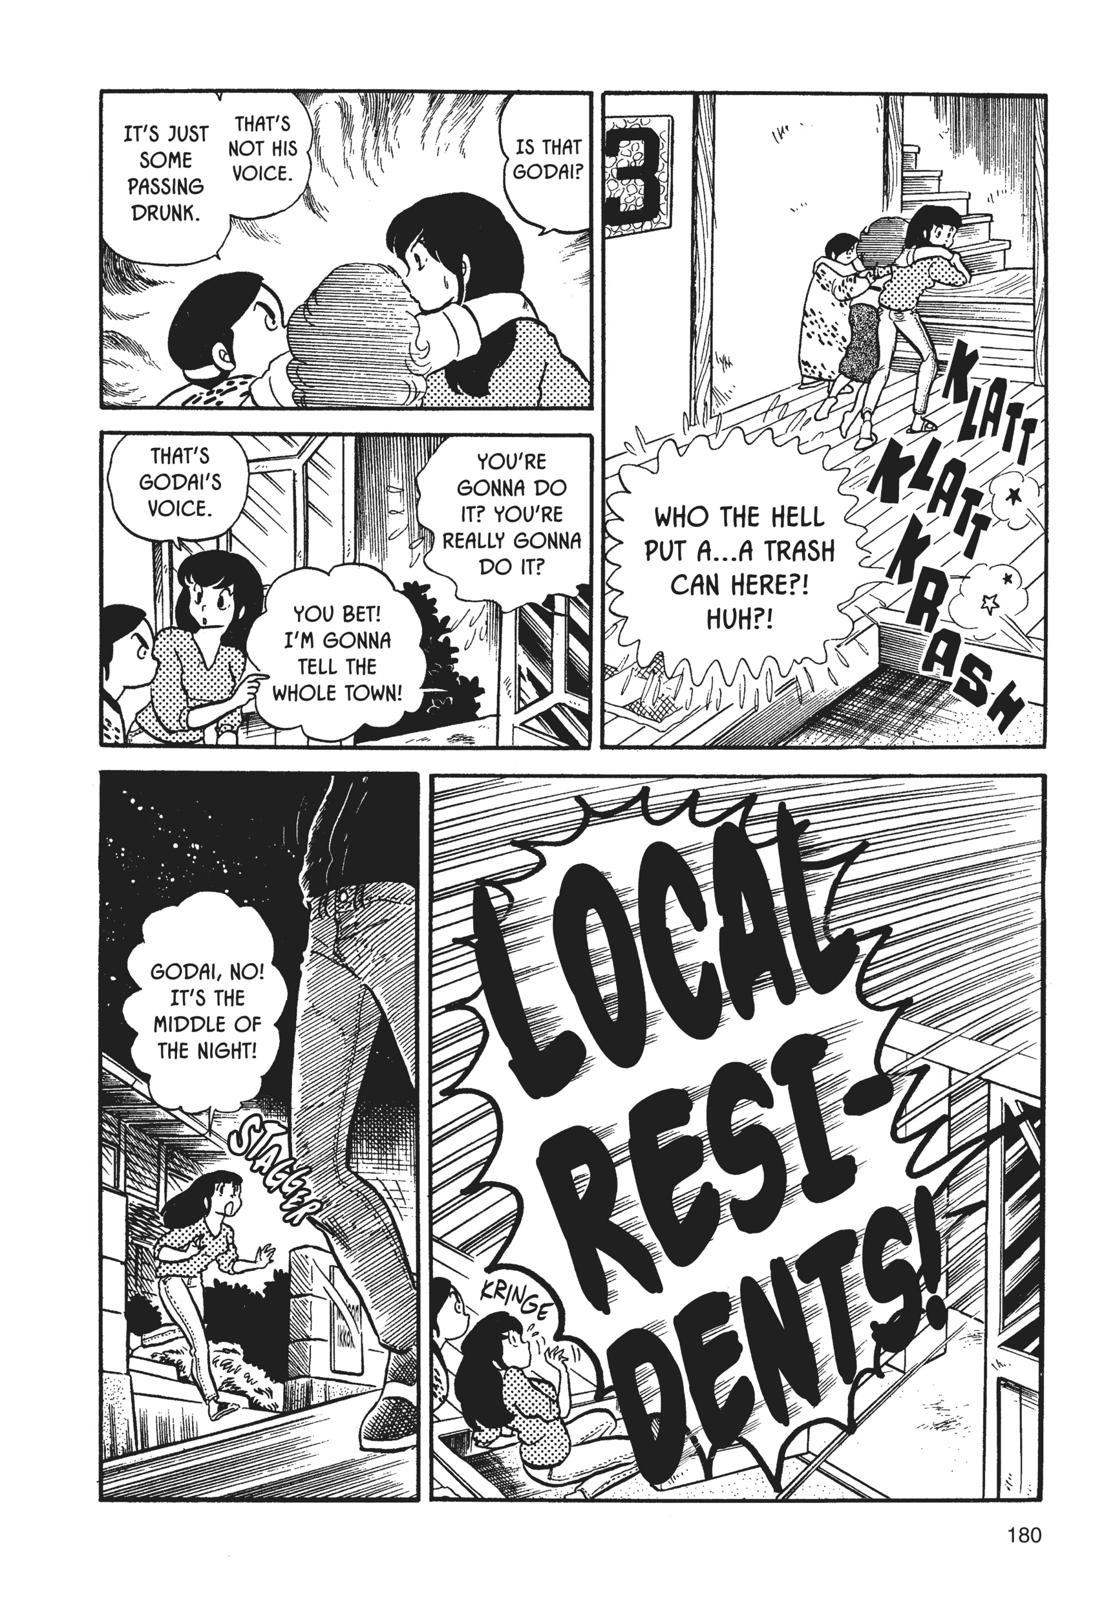 3
KLATT
KLATT
KRASH
WHO THE HELL
PUT A...A TRASH
CAN HERE?!
HUH?!
IS THAT
GODAI?
THAT'S
NOT HIS
VOICE.
IT'S JUST
SOME
PASSING
DRUNK.
YOU'RE
GONNA DO
IT? YOU'RE
REALLY GONNA
DO IT?
THAT'S
GODAI'S
VOICE.
YOU BET!
I'M GONNA
TELL THE
WHOLE TOWN!
LOCAL
RESI-
DENTS!
KRINGE
GODAI, NO!
IT'S THE
MIDDLE OF
THE NIGHT!
STAGGER
180